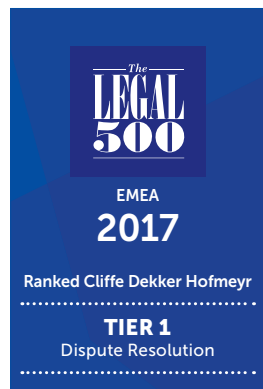 The
LEGAL
500
EMEA
2017
Ranked Cliffe Dekker Hofmeyr
TIER 1
Dispute Resolution